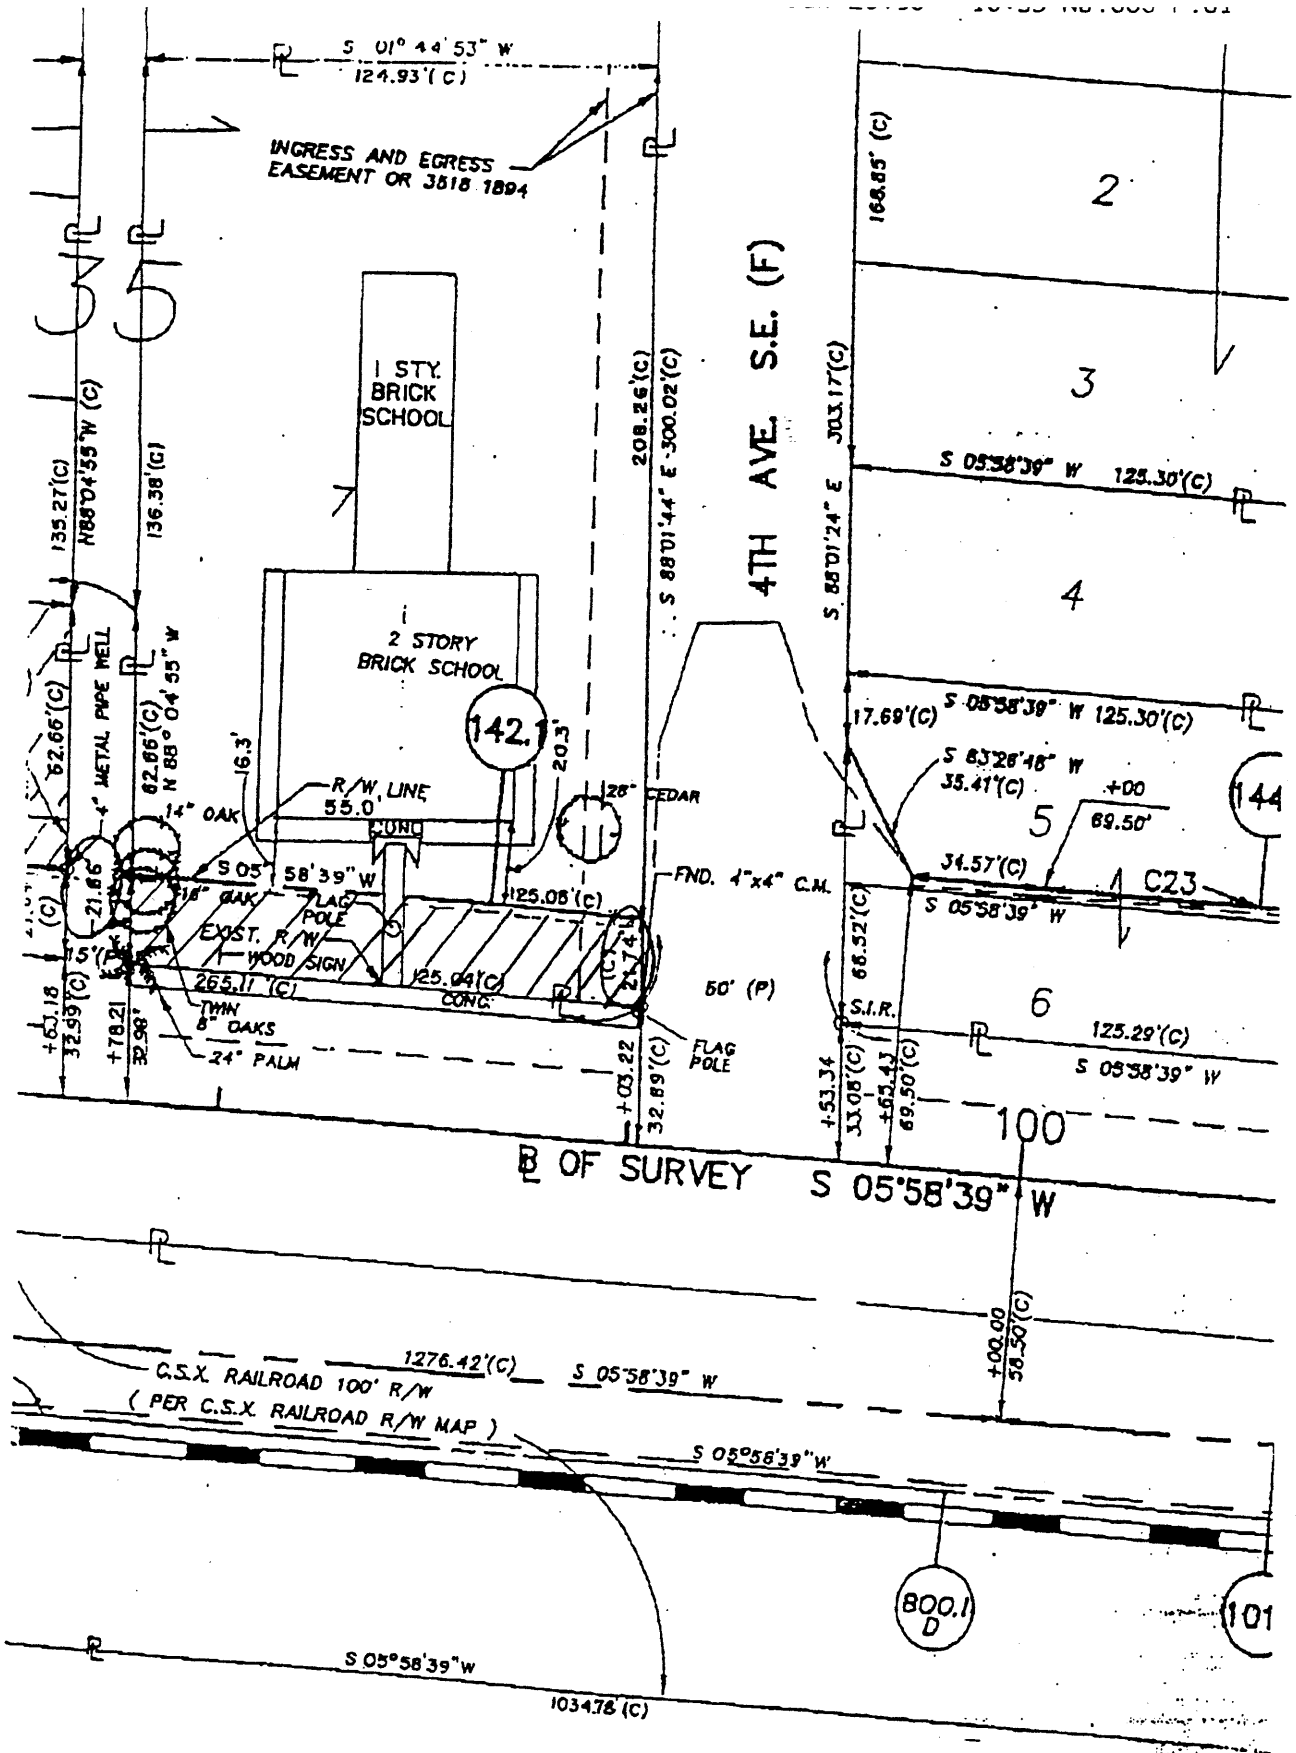 S 01° 44' 53" W
124.93'(C)
INGRESS AND EGRESS
EASEMENT OR 3518 1894
168.85' (C)
2
3
4
5
6
5
1 STY.
BRICK
SCHOOL
4TH AVE. S.E. (F)
208.26'(C)
S 88°01'44" E 300.02'(C)
S 88°01'24" E 303.17'(C)
S 05°58'39" W 125.30'(C)
135.27'(C)
N88°04'55"W (C)
136.38'(C)
2 STORY
BRICK SCHOOL
142.1
62.66'(C)
4" METAL PIPE WELL
62.66'(C)
N 88° 04' 55" W
16.3'
20.3'
R/W LINE
55.0'
CONC
14" OAK
28" CEDAR
17.69'(C)
S 05°58'39" W 125.30'(C)
S 83°26'46" W
35.41'(C)
+00
69.50'
144
34.57'(C)
C23
S 05°58'39" W
S 05° 58'39" W
16" OAK
FLAG
POLE
125.05'(C)
FND. 4"x4" C.M.
21.66'
21.74'
(C)
EXIST. R/W
WOOD SIGN
15'(P)
265.11'(C)
125.04'(C)
CONC.
TWIN
8" OAKS
24" PALM
50' (P)
68.52'(C)
S.I.R.
125.29'(C)
S 05°58'39" W
FLAG
POLE
+63.18
32.99'(C)
+78.21
32.98'
+03.22
32.89'(C)
+53.34
33.08'(C)
+65.43
69.50'(C)
100
BL OF SURVEY S 05°58'39" W
+00.00
58.50'(C)
1276.42'(C) S 05°58'39" W
C.S.X. RAILROAD 100' R/W
( PER C.S.X. RAILROAD R/W MAP )
S 05°58'39"W
800.1
D
101
S 05°58'39"W
1034.78'(C)